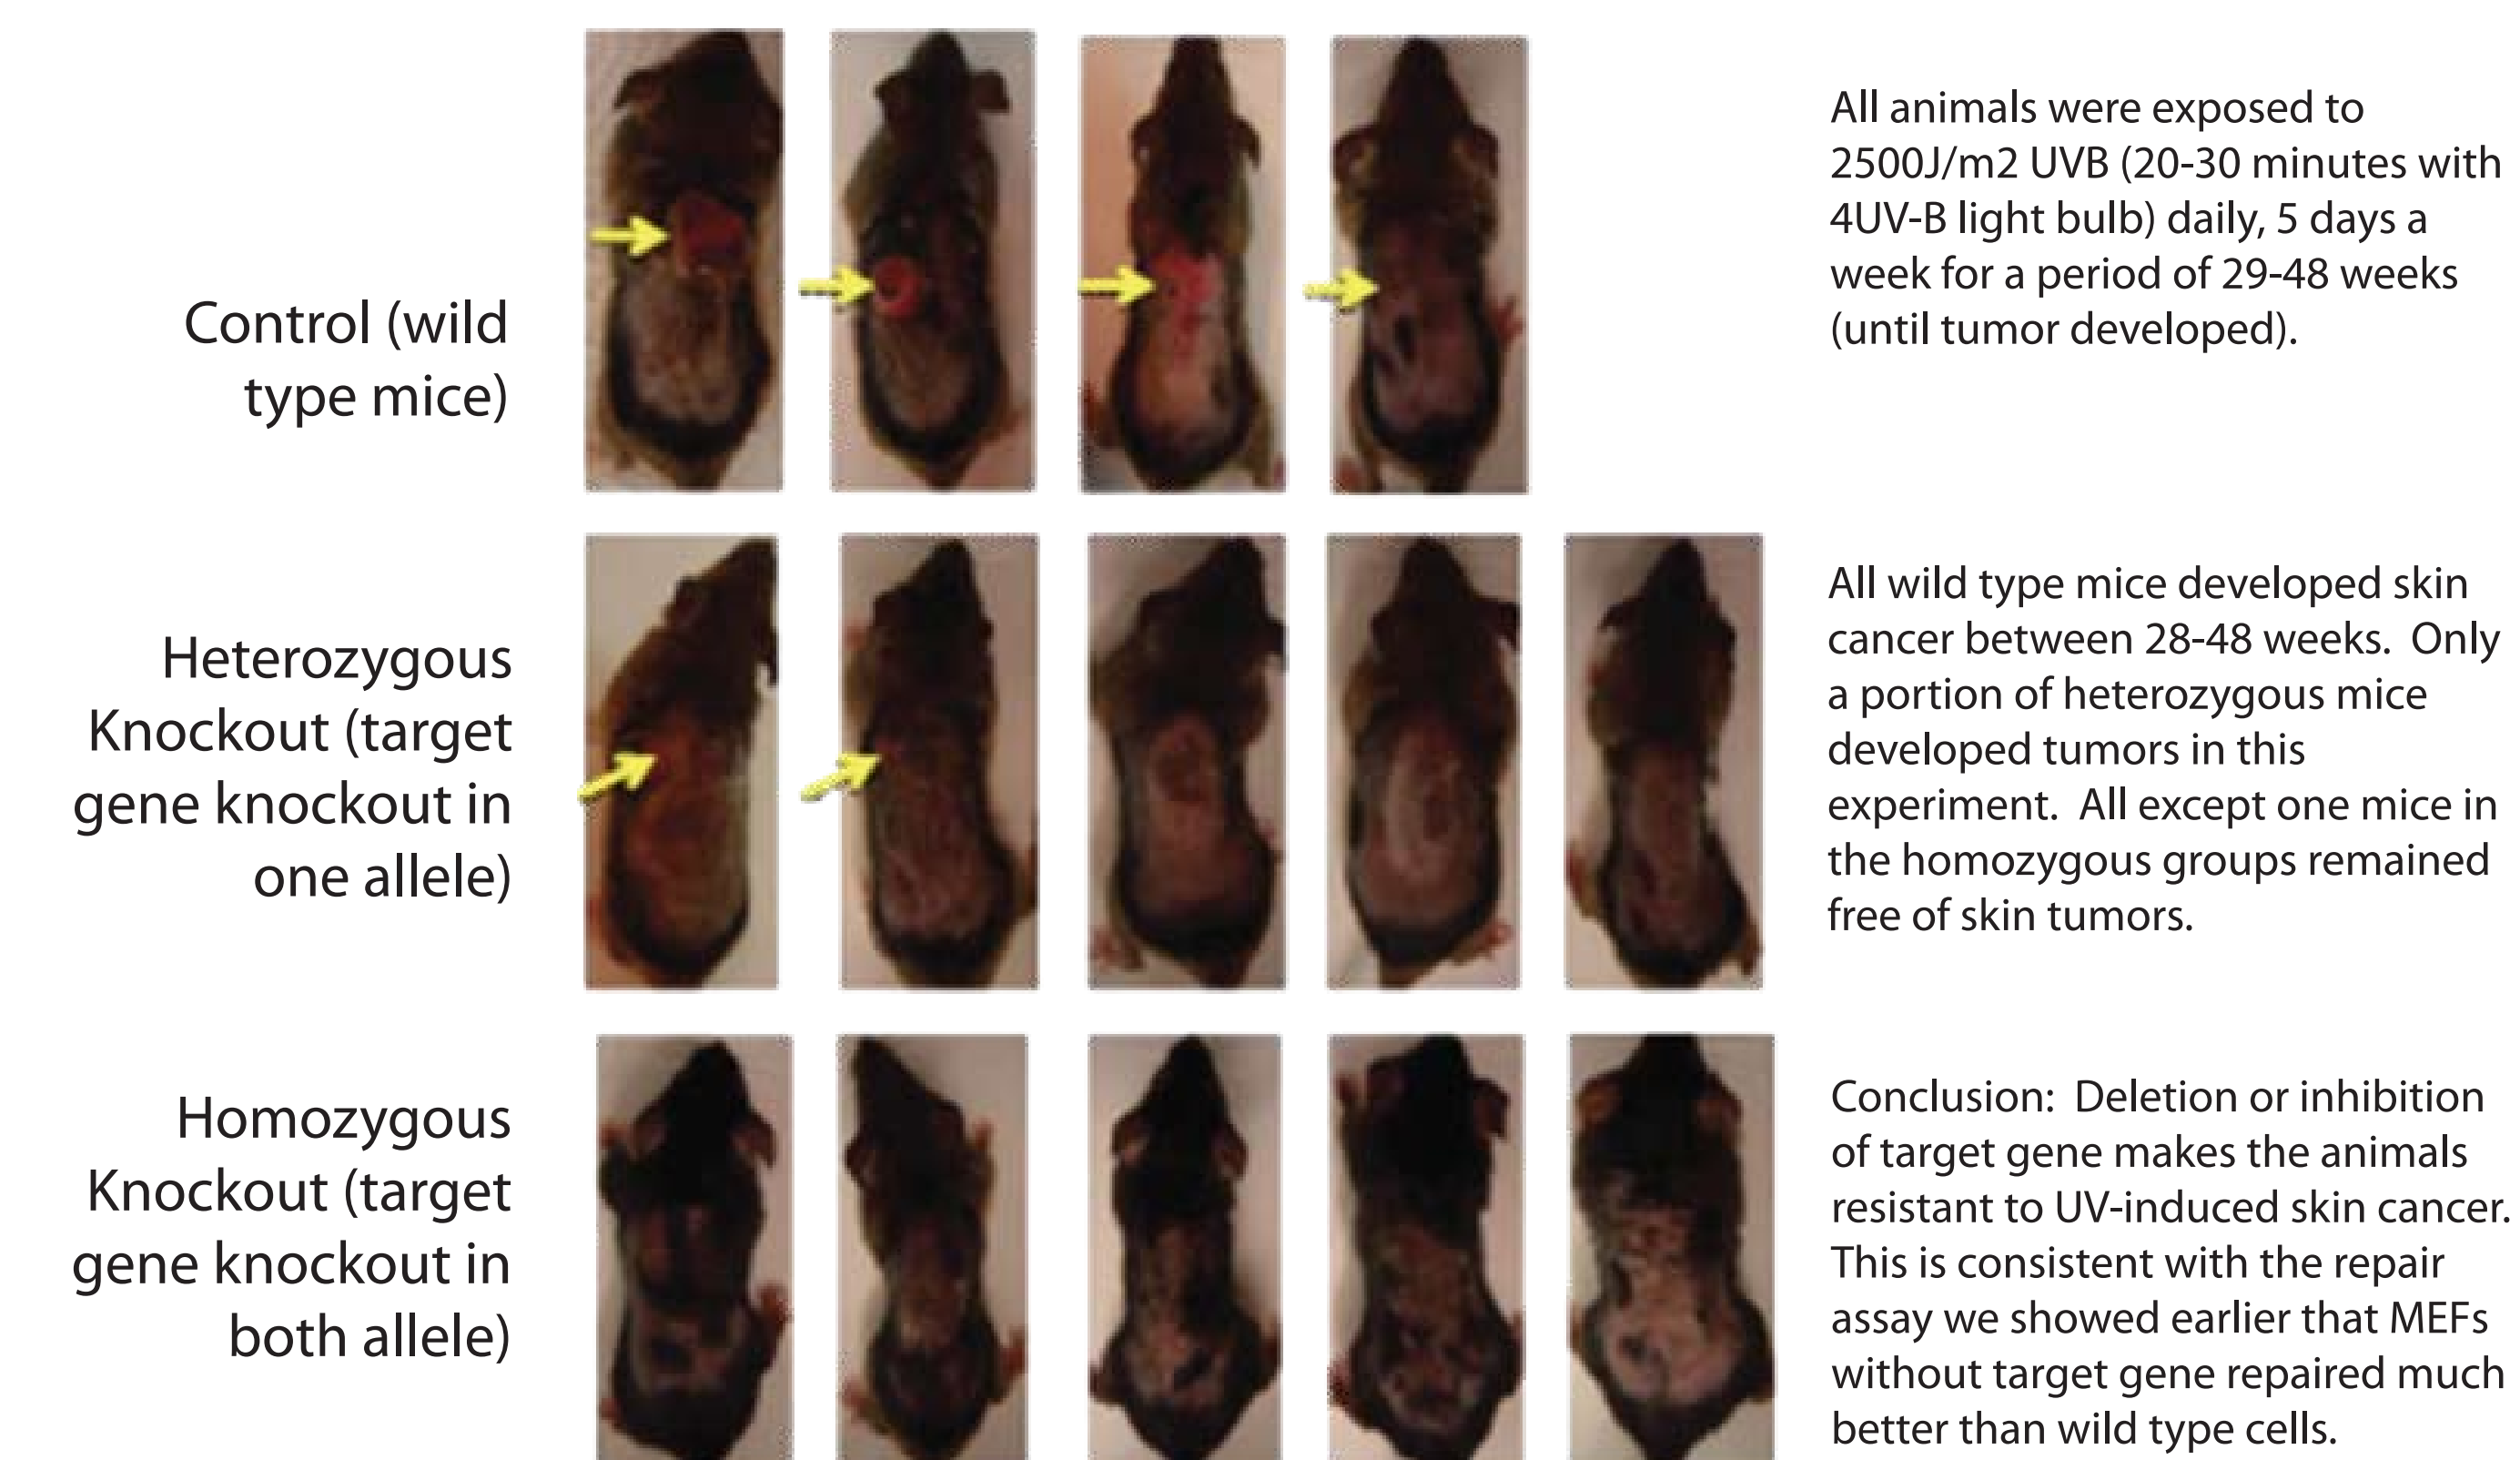 Control (wild
type mice)
All animals were exposed to
2500J/m2 UVB (20-30 minutes with
4UV-B light bulb) daily, 5 days a
week for a period of 29-48 weeks
(until tumor developed).
Heterozygous
Knockout (target
gene knockout in
one allele)
All wild type mice developed skin
cancer between 28-48 weeks.  Only
a portion of heterozygous mice
developed tumors in this
experiment.  All except one mice in
the homozygous groups remained
free of skin tumors.
Homozygous
Knockout (target
gene knockout in
both allele)
Conclusion:  Deletion or inhibition
of target gene makes the animals
resistant to UV-induced skin cancer.
This is consistent with the repair
assay we showed earlier that MEFs
without target gene repaired much
better than wild type cells.